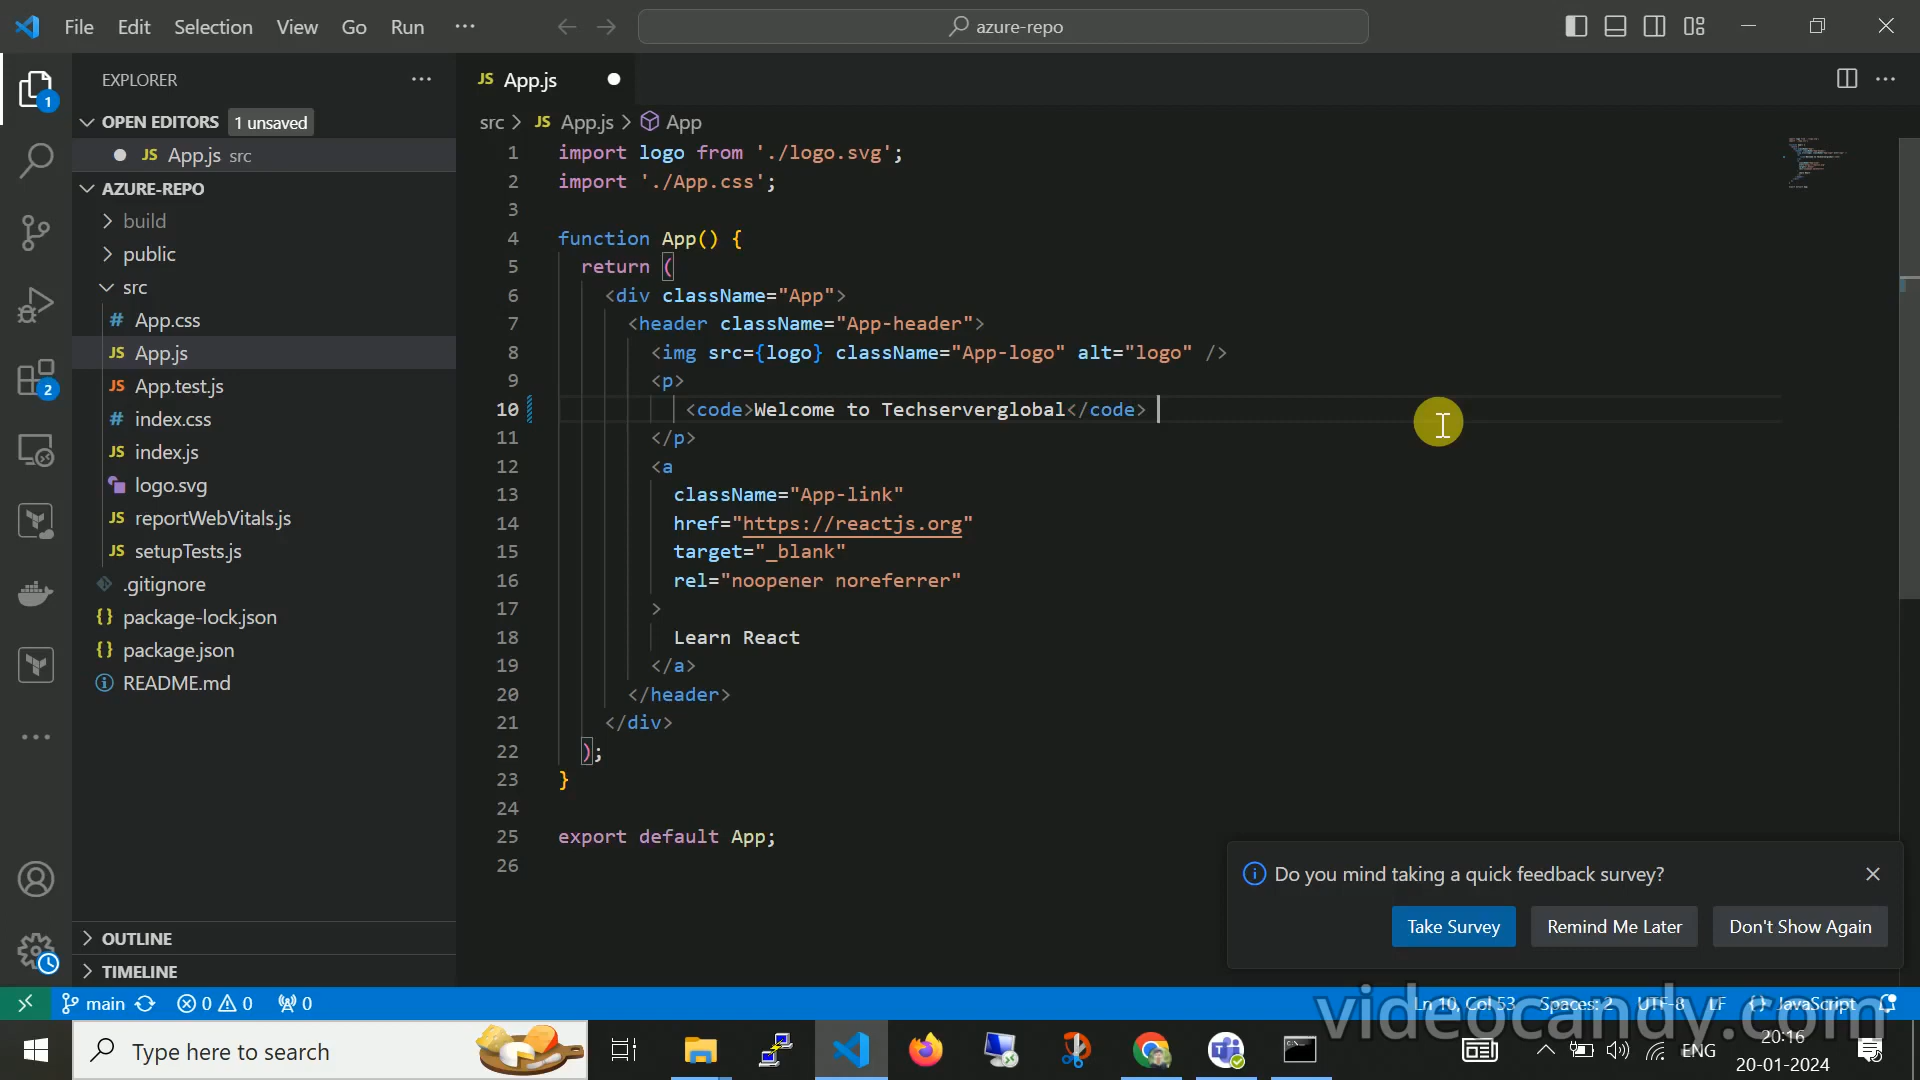 File Edit Selection View Go Run ··· azure-repo
EXPLORER ···
OPEN EDITORS 1 unsaved
JS App.js src
AZURE-REPO
build
public
src
# App.css
JS App.js
JS App.test.js
# index.css
JS index.js
logo.svg
JS reportWebVitals.js
JS setupTests.js
.gitignore
{} package-lock.json
{} package.json
README.md
OUTLINE
TIMELINE
1
2
JS App.js
src > JS App.js > App
1 import logo from './logo.svg';
2 import './App.css';
3
4 function App() {
5 return (
6 <div className="App">
7 <header className="App-header">
8 <img src={logo} className="App-logo" alt="logo" />
9 <p>
10 <code>Welcome to Techserverglobal</code>
11 </p>
12 <a
13 className="App-link"
14 href="https://reactjs.org"
15 target="_blank"
16 rel="noopener noreferrer"
17 >
18 Learn React
19 </a>
20 </header>
21 </div>
22 );
23 }
24
25 export default App;
26
Do you mind taking a quick feedback survey?
Take Survey Remind Me Later Don't Show Again
main 0 0 0 Ln 10, Col 53 Spaces: 2 UTF-8 LF {} JavaScript
videocandy.com
Type here to search ENG 20:16
20-01-2024